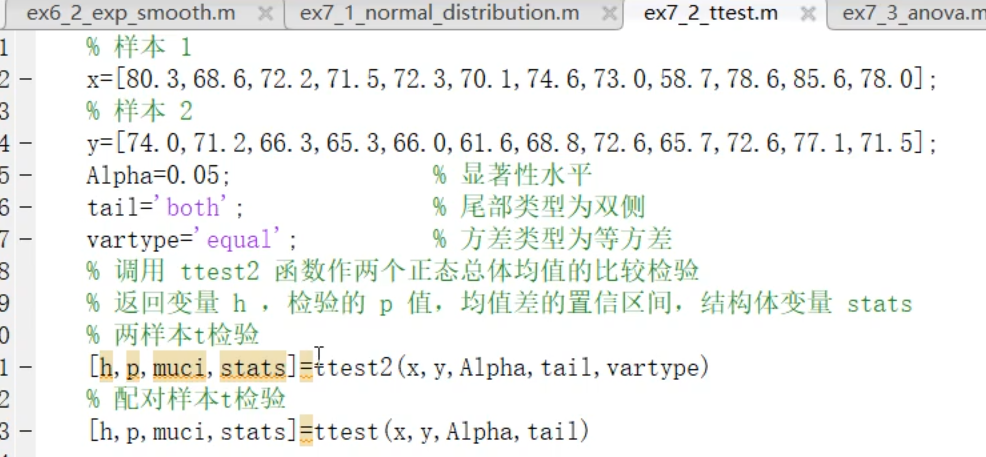 ex6_2_exp_smooth.m ex7_1_normal_distribution.m ex7_2_ttest.m ex7_3_anova.m
1 % 样本 1
2 - x=[80.3,68.6,72.2,71.5,72.3,70.1,74.6,73.0,58.7,78.6,85.6,78.0];
3 % 样本 2
4 - y=[74.0,71.2,66.3,65.3,66.0,61.6,68.8,72.6,65.7,72.6,77.1,71.5];
5 - Alpha=0.05; % 显著性水平
6 - tail='both'; % 尾部类型为双侧
7 - vartype='equal'; % 方差类型为等方差
8 % 调用 ttest2 函数作两个正态总体均值的比较检验
9 % 返回变量 h ，检验的 p 值，均值差的置信区间，结构体变量 stats
0 % 两样本t检验
1 - [h,p,muci,stats]=ttest2(x,y,Alpha,tail,vartype)
2 % 配对样本t检验
3 - [h,p,muci,stats]=ttest(x,y,Alpha,tail)